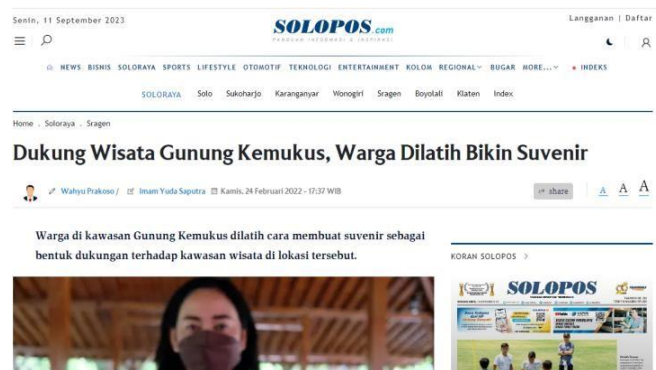 Senin, 11 September 2023
SOLOPOS.com
PANDUAN INFORMASI & INSPIRASI
Langganan | Daftar
NEWS BISNIS SOLORAYA SPORTS LIFESTYLE OTOMOTIF TEKNOLOGI ENTERTAINMENT KOLOM REGIONAL BUGAR MORE... INDEKS
SOLORAYA Solo Sukoharjo Karanganyar Wonogiri Sragen Boyolali Klaten Index
Home . Soloraya . Sragen
Dukung Wisata Gunung Kemukus, Warga Dilatih Bikin Suvenir
Wahyu Prakoso / Imam Yuda Saputra Kamis, 24 Februari 2022 - 17:37 WIB
share A A A
Warga di kawasan Gunung Kemukus dilatih cara membuat suvenir sebagai
bentuk dukungan terhadap kawasan wisata di lokasi tersebut.
KORAN SOLOPOS
SOLOPOS